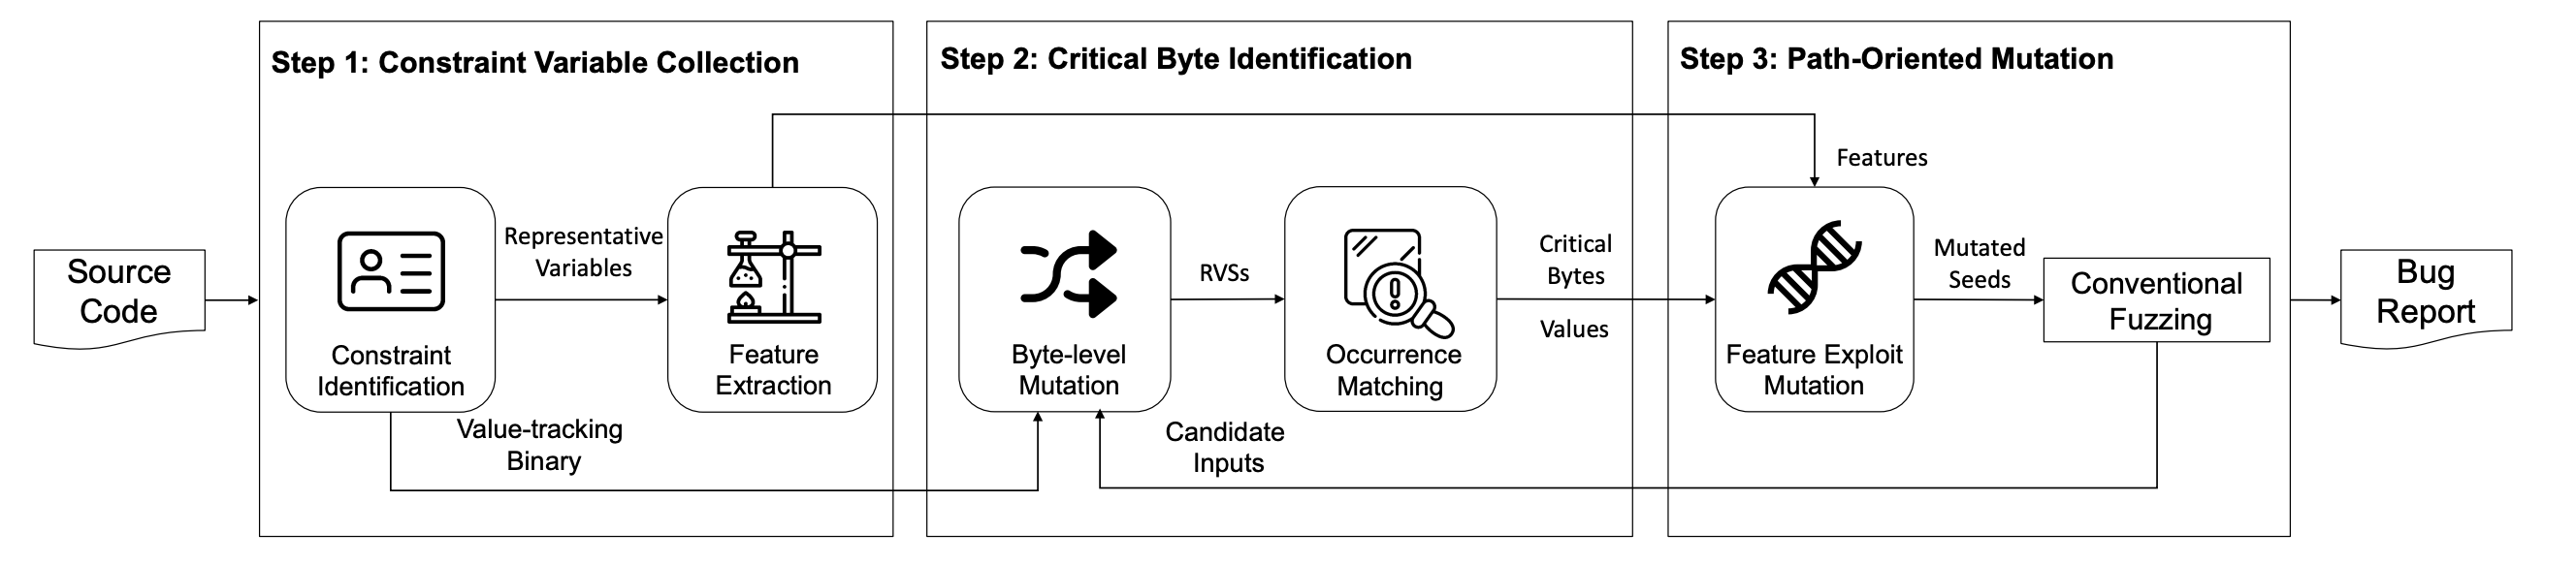 Step 1: Constraint Variable Collection
Step 2: Critical Byte Identification
Step 3: Path-Oriented Mutation
Features
Source
Code
Constraint
Identification
Representative
Variables
Feature
Extraction
Value-tracking
Binary
Byte-level
Mutation
RVSs
Occurrence
Matching
Candidate
Inputs
Critical
Bytes
Values
Feature Exploit
Mutation
Mutated
Seeds
Conventional
Fuzzing
Bug
Report